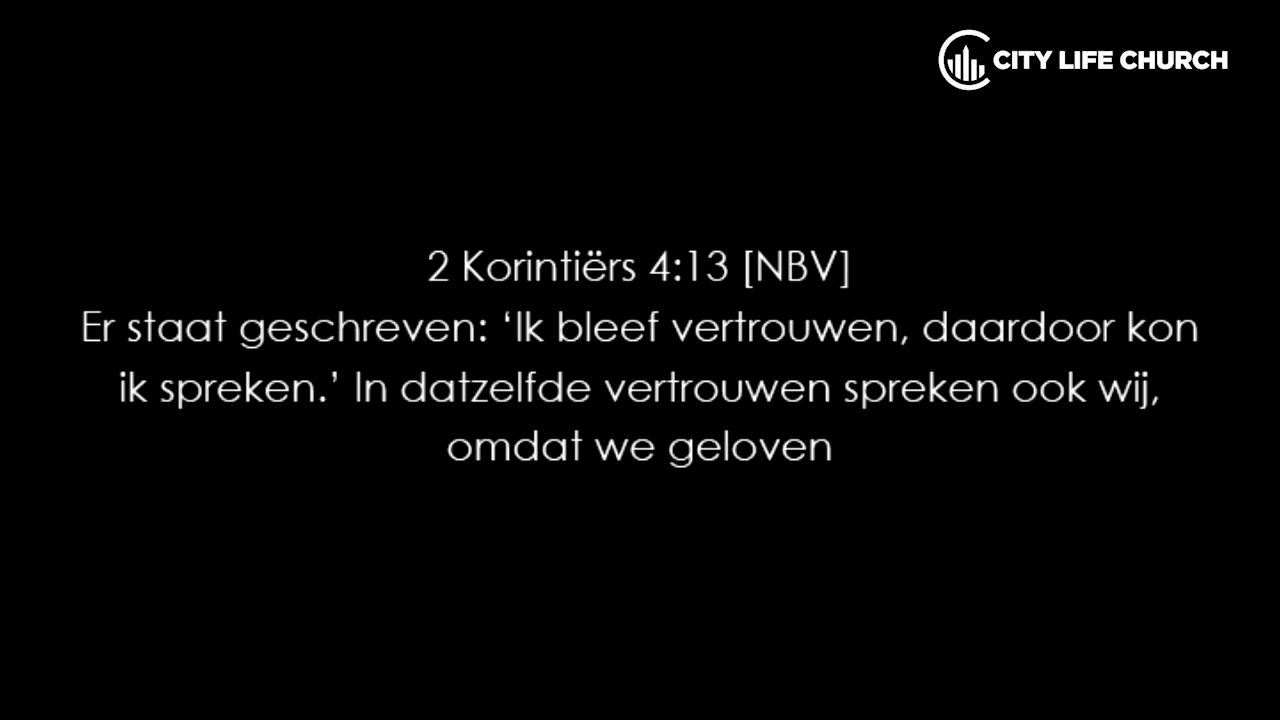 CITY LIFE CHURCH
2 Korintiërs 4:13 [NBV]
Er staat geschreven: ‘Ik bleef vertrouwen, daardoor kon
ik spreken.’ In datzelfde vertrouwen spreken ook wij,
omdat we geloven